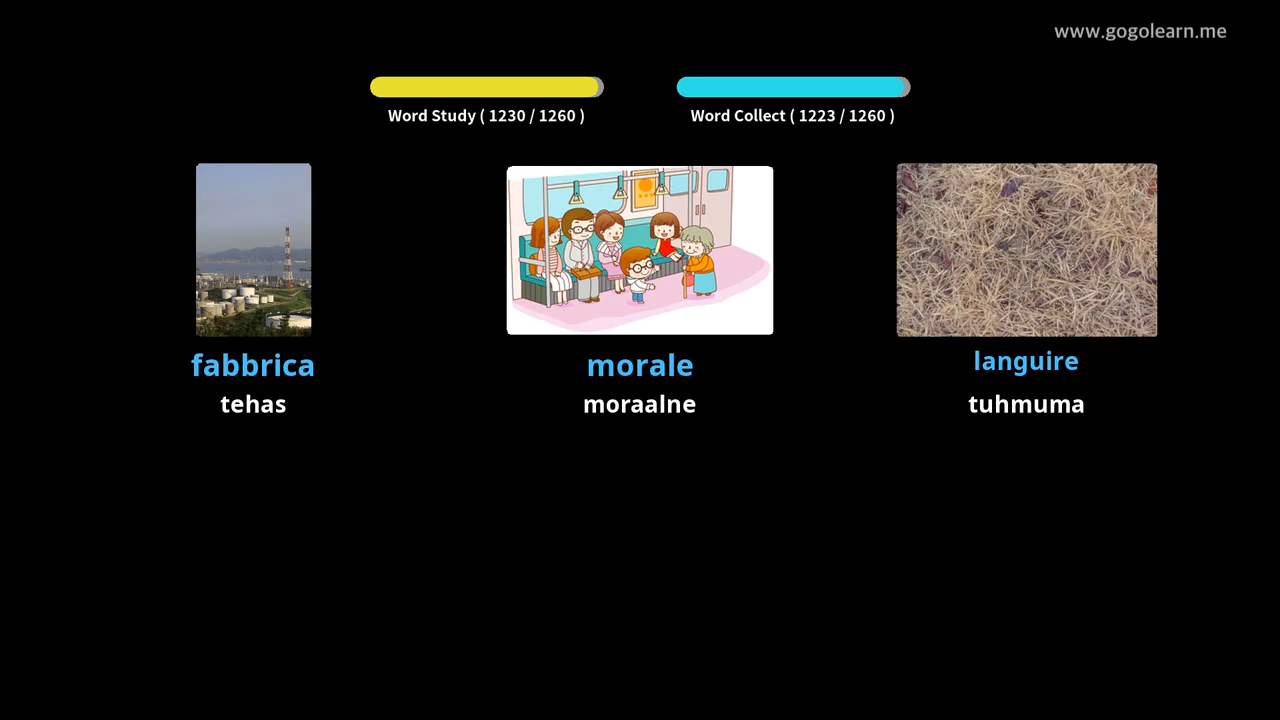 www.gogolearn.me
Word Study ( 1230 / 1260 )
Word Collect ( 1223 / 1260 )
fabbrica
tehas
morale
moraalne
languire
tuhmuma